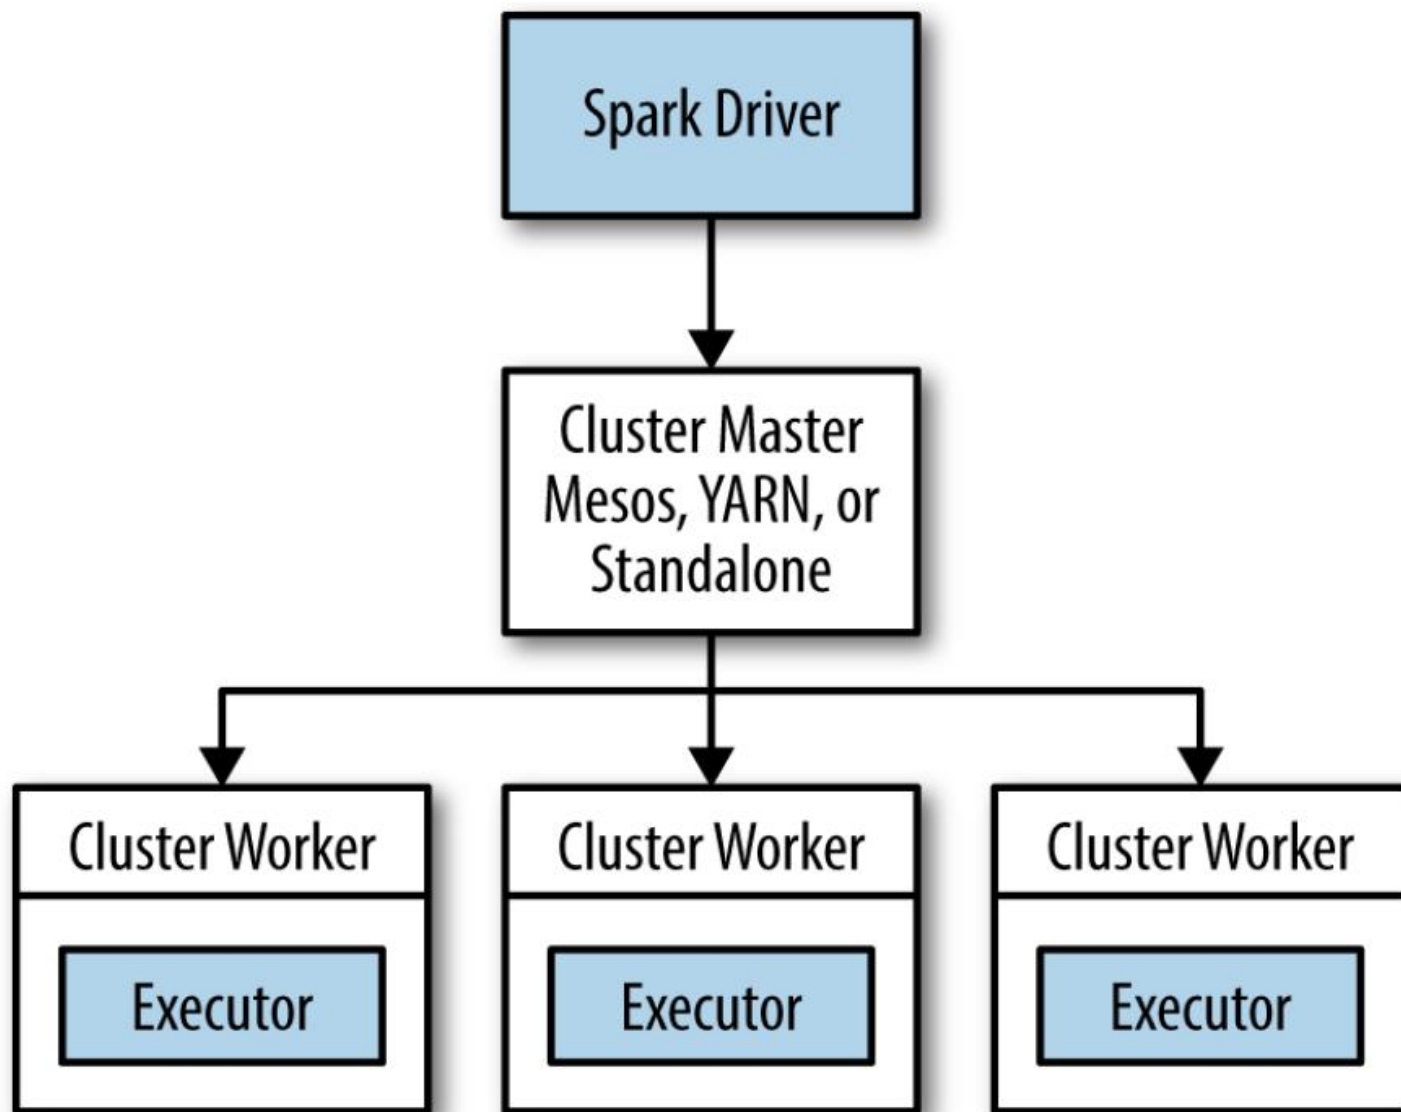 Spark Driver
Cluster Master
Mesos, YARN, or
Standalone
Cluster Worker
Cluster Worker
Cluster Worker
Executor
Executor
Executor